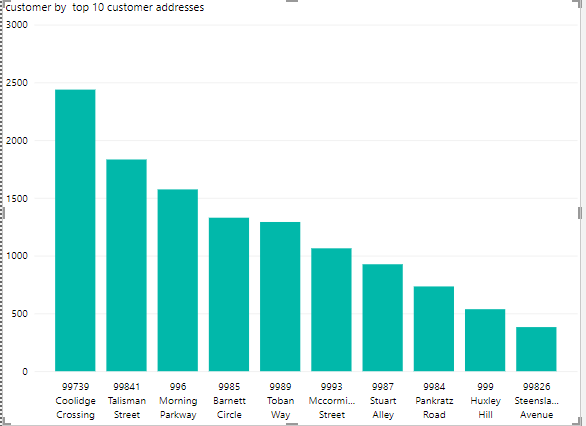 customer by top 10 customer addresses
3000
2500
2000
1500
1000
500
0
99739 99841 996 9985 9989 9993 9987 9984 999 99826
Coolidge Talisman Morning Barnett Toban Mccormi... Stuart Pankratz Huxley Steensla...
Crossing Street Parkway Circle Way Street Alley Road Hill Avenue